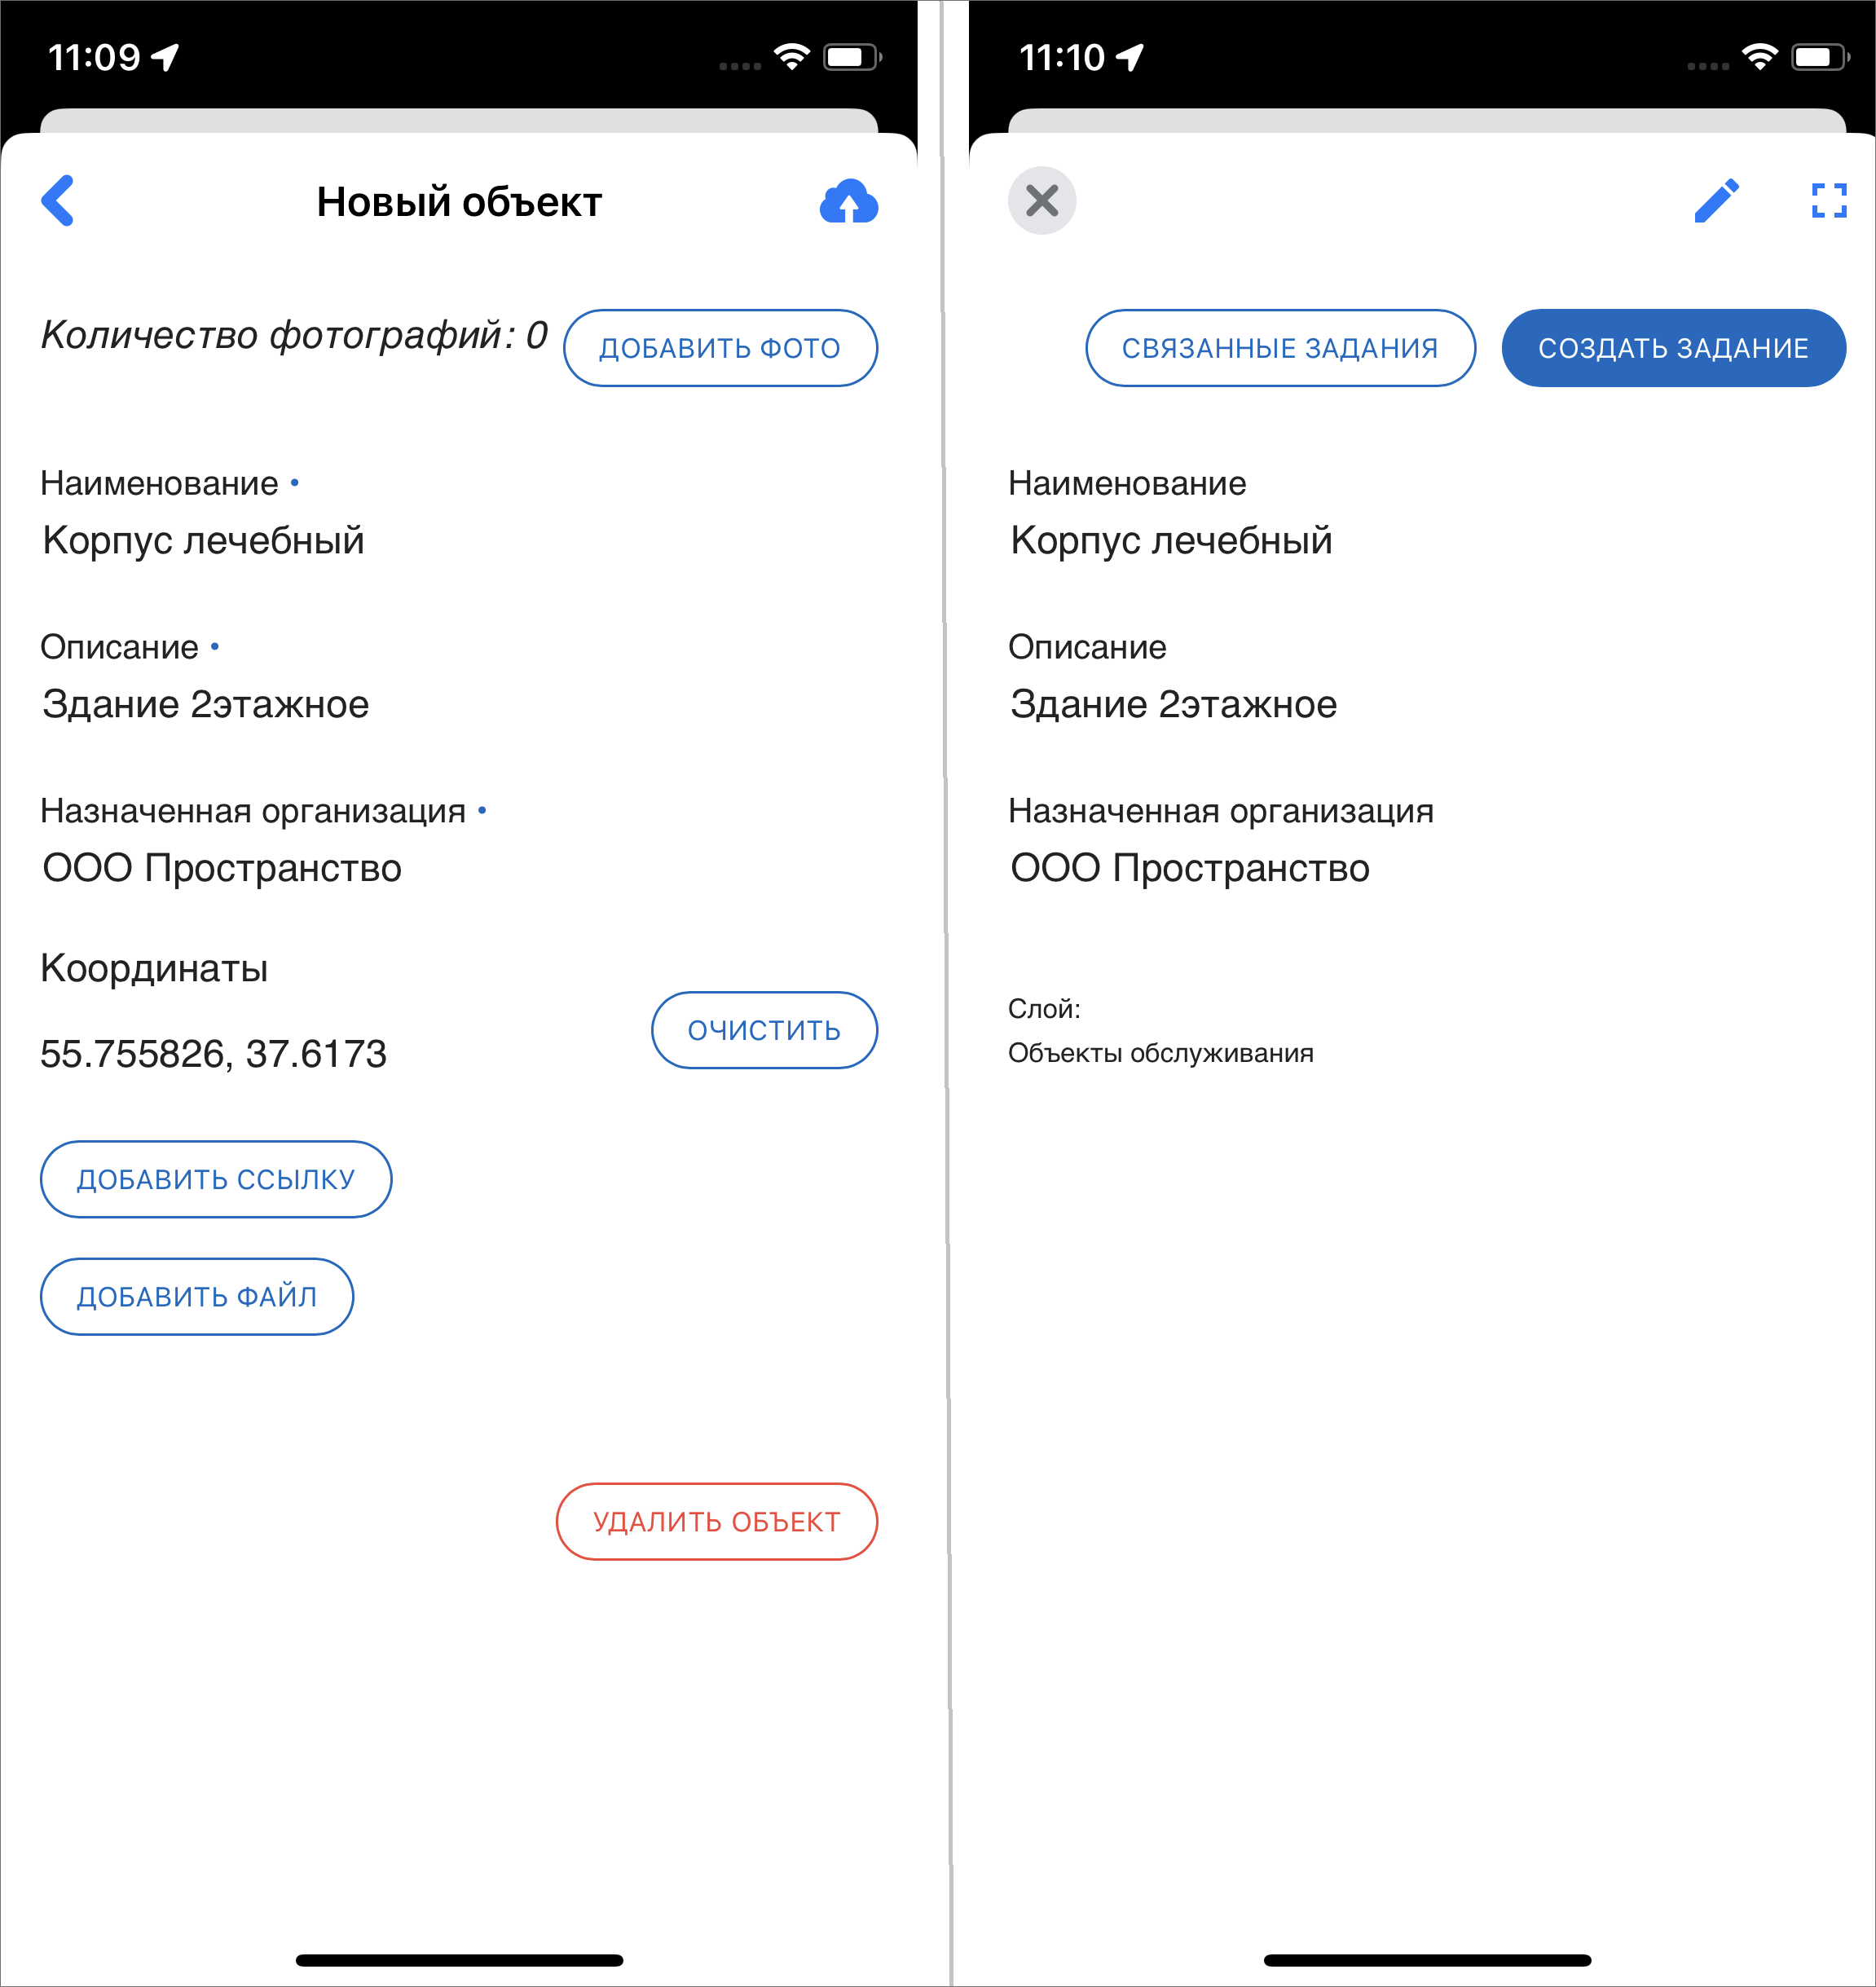 11:09
Новый объект
Количество фотографий: 0
ДОБАВИТЬ ФОТО
Наименование •
Корпус лечебный
Описание •
Здание 2этажное
Назначенная организация •
ООО Пространство
Координаты
55.755826, 37.6173
ОЧИСТИТЬ
ДОБАВИТЬ ССЫЛКУ
ДОБАВИТЬ ФАЙЛ
УДАЛИТЬ ОБЪЕКТ
11:10
СВЯЗАННЫЕ ЗАДАНИЯ
СОЗДАТЬ ЗАДАНИЕ
Наименование
Корпус лечебный
Описание
Здание 2этажное
Назначенная организация
ООО Пространство
Слой:
Объекты обслуживания